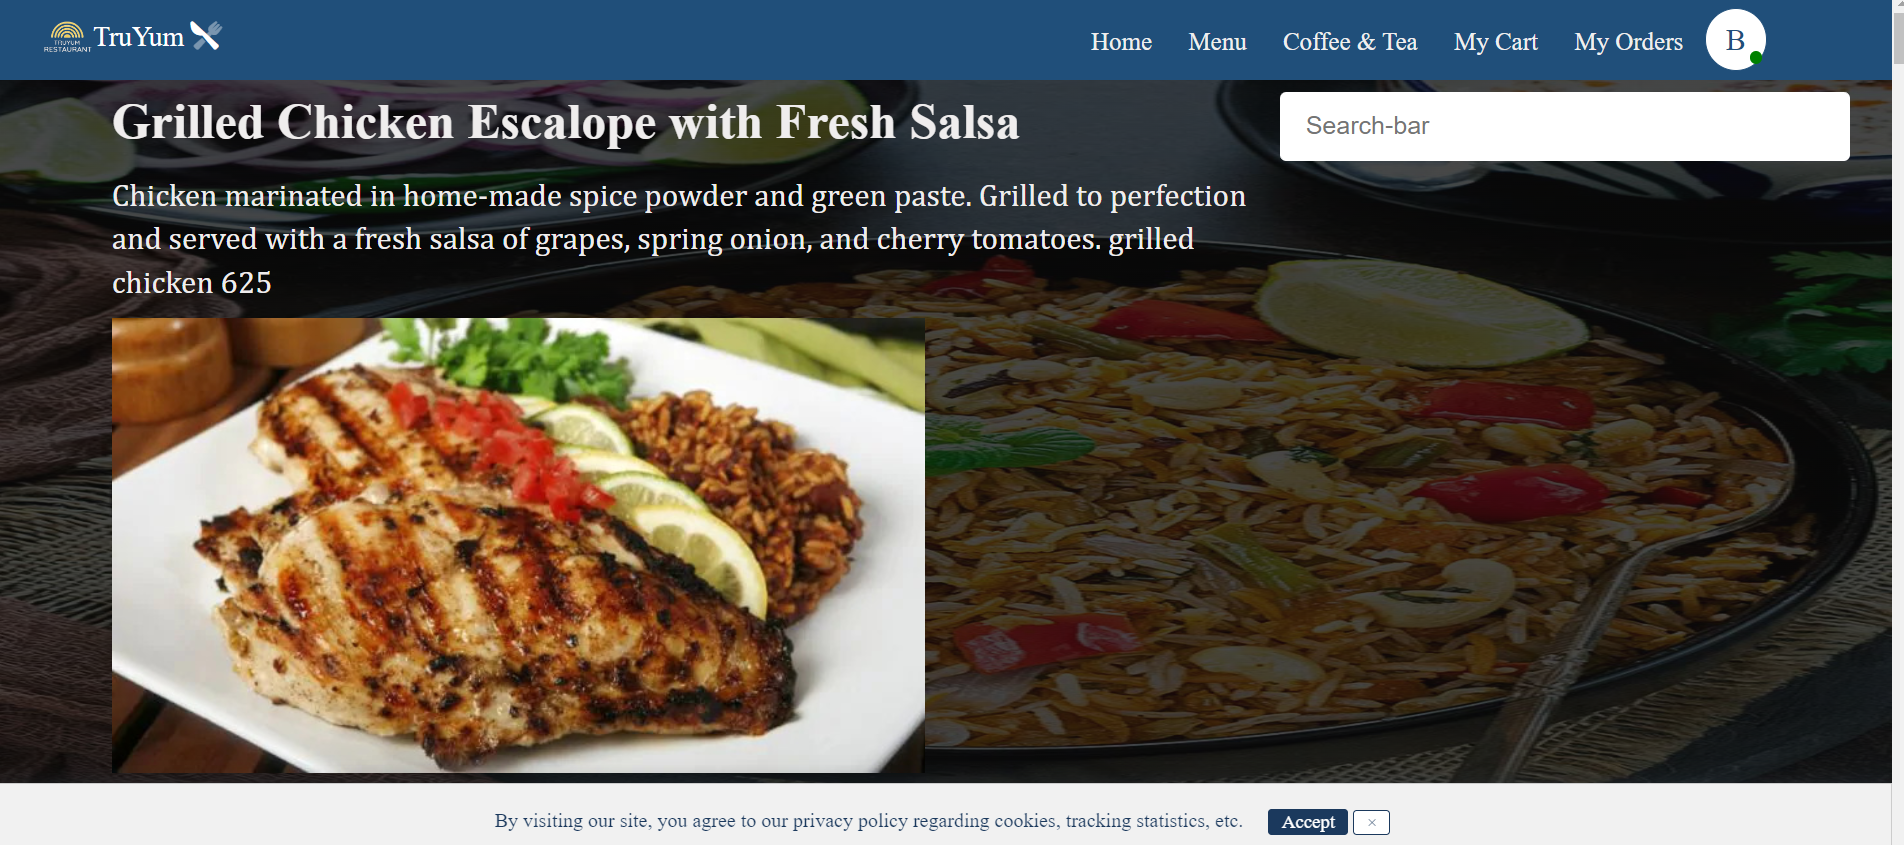 TRUYUM
RESTAURANT
TruYum
Home
Menu
Coffee & Tea
My Cart
My Orders
B
Grilled Chicken Escalope with Fresh Salsa
Search-bar
Chicken marinated in home-made spice powder and green paste. Grilled to perfection
and served with a fresh salsa of grapes, spring onion, and cherry tomatoes. grilled
chicken 625
By visiting our site, you agree to our privacy policy regarding cookies, tracking statistics, etc.
Accept
×